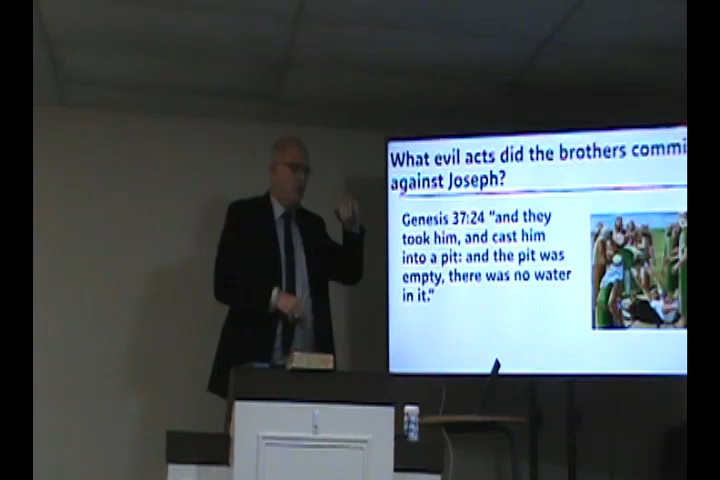 What evil acts did the brothers commi
against Joseph?
Genesis 37:24 "and they
took him, and cast him
into a pit: and the pit was
empty, there was no water
in it."